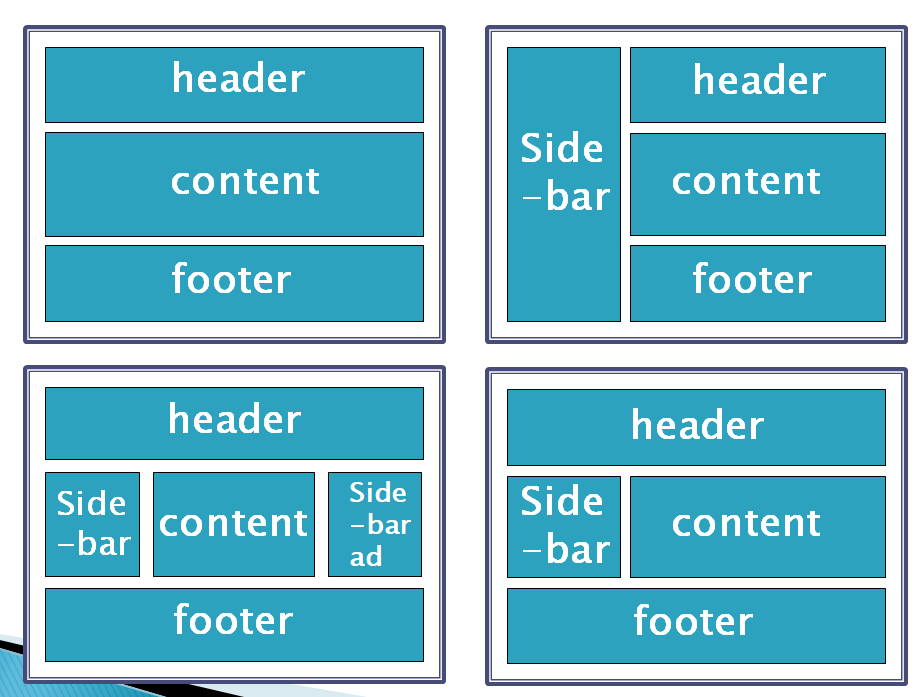 header
content
footer
Side
-bar
header
content
footer
header
Side
-bar
content
Side
-bar
ad
footer
header
Side
-bar
content
footer